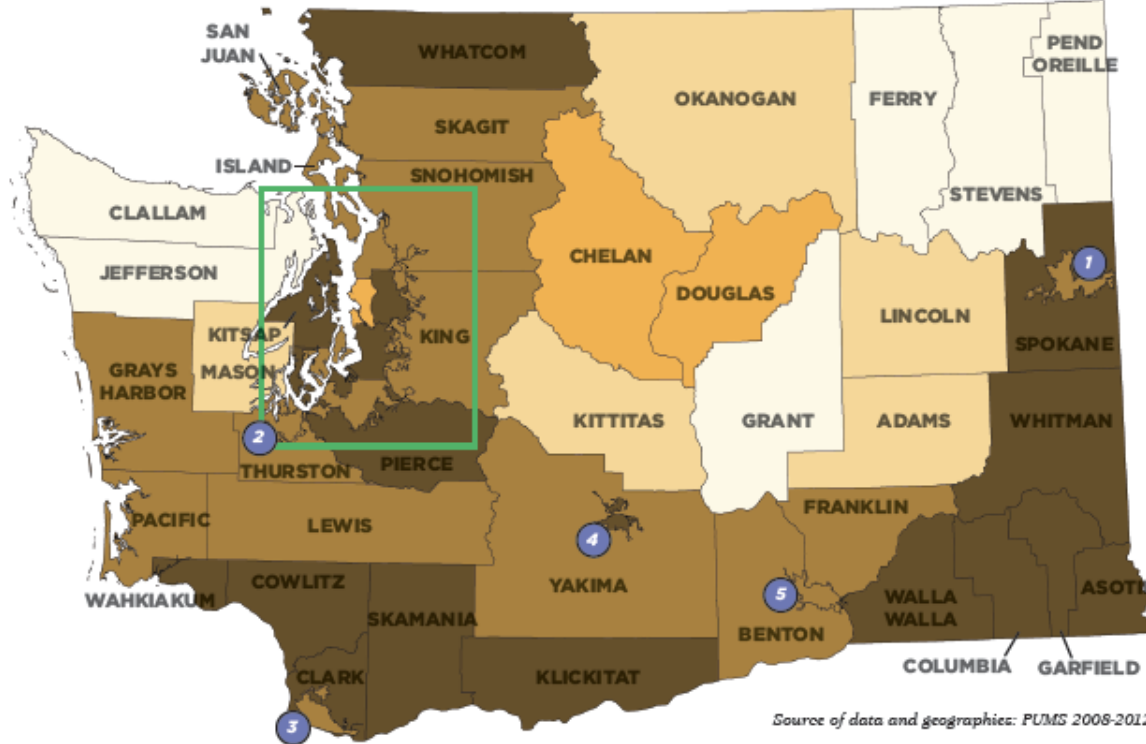 SAN
JUAN
WHATCOM
PEND
OREILLE
OKANOGAN
FERRY
SKAGIT
ISLAND
SNOHOMISH
STEVENS
CLALLAM
JEFFERSON
CHELAN
1
DOUGLAS
LINCOLN
KITSAP
KING
SPOKANE
MASON
GRAYS
HARBOR
KITTITAS
GRANT
ADAMS
WHITMAN
2
THURSTON
PIERCE
PACIFIC
LEWIS
FRANKLIN
4
YAKIMA
WAHKIAKUM
COWLITZ
SKAMANIA
5
BENTON
WALLA
WALLA
ASOTI
COLUMBIA
GARFIELD
CLARK
KLICKITAT
3
Source of data and geographies: PUMS 2008-2012